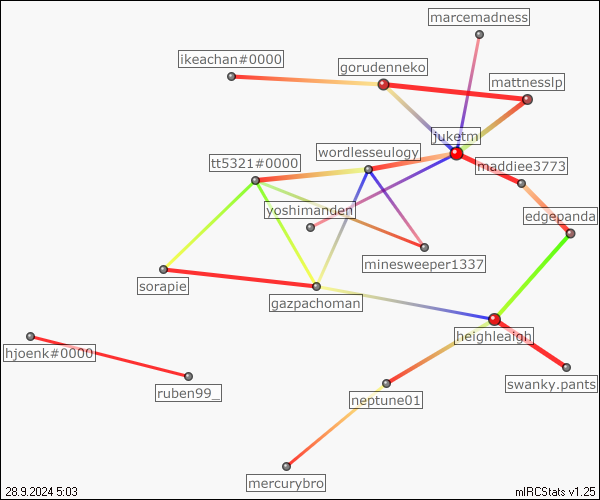 marcemadness
ikeachan#0000
gorudenneko
mattnesslp
juketm
wordlesseulogy
tt5321#0000
maddiee3773
yoshimanden
edgepanda
minesweeper1337
sorapie
gazpachoman
heighleaigh
hjoenk#0000
swanky.pants
ruben99_
neptune01
mercurybro
28.9.2024 5:03
mIRCStats v1.25